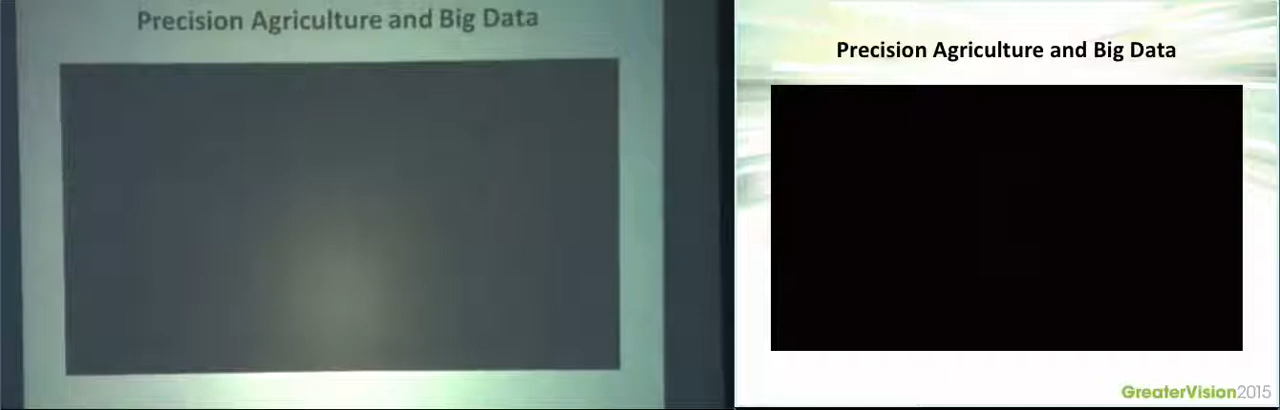 Precision Agriculture and Big Data
Precision Agriculture and Big Data
GreaterVision2015